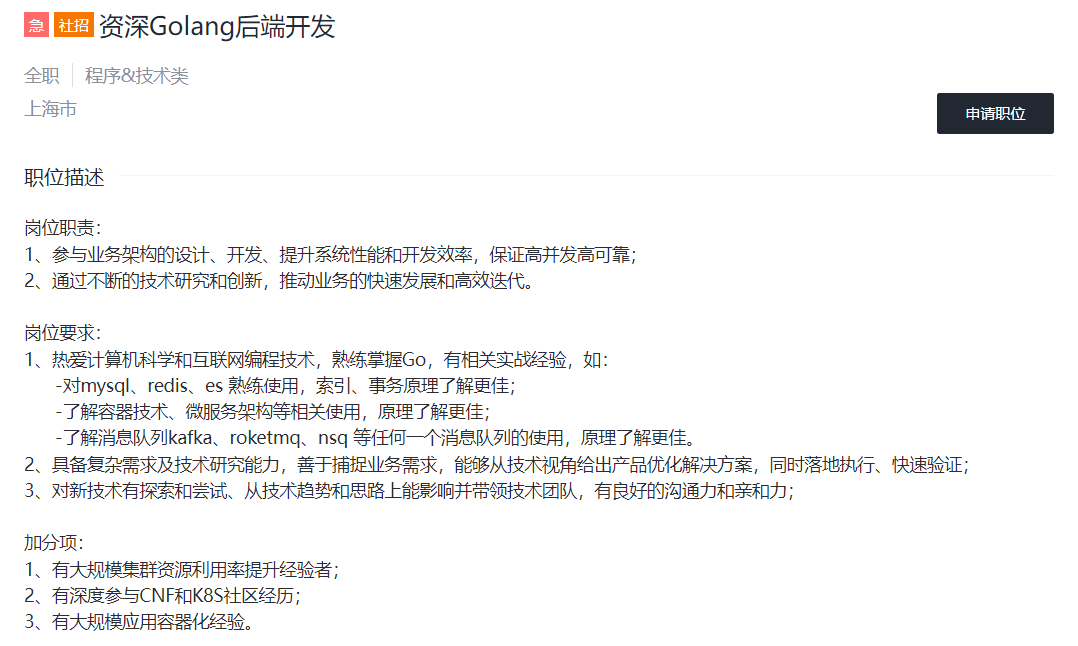 急 社招 资深Golang后端开发
全职 程序&技术类
上海市
申请职位
职位描述
岗位职责：
1、参与业务架构的设计、开发、提升系统性能和开发效率，保证高并发高可靠；
2、通过不断的技术研究和创新，推动业务的快速发展和高效迭代。
岗位要求：
1、热爱计算机科学和互联网编程技术，熟练掌握Go，有相关实战经验，如：
-对mysql、redis、es 熟练使用，索引、事务原理了解更佳；
-了解容器技术、微服务架构等相关使用，原理了解更佳；
-了解消息队列kafka、roketmq、nsq 等任何一个消息队列的使用，原理了解更佳。
2、具备复杂需求及技术研究能力，善于捕捉业务需求，能够从技术视角给出产品优化解决方案，同时落地执行、快速验证；
3、对新技术有探索和尝试、从技术趋势和思路上能影响并带领技术团队，有良好的沟通力和亲和力；
加分项：
1、有大规模集群资源利用率提升经验者；
2、有深度参与CNF和K8S社区经历；
3、有大规模应用容器化经验。